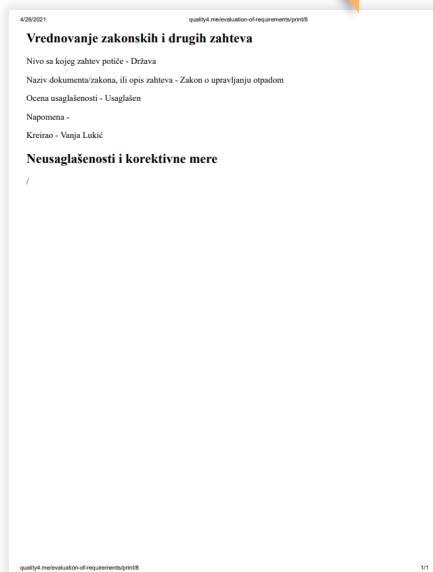 4/28/2021 quality4.me/evaluation-of-requirements/print/8
Vrednovanje zakonskih i drugih zahteva
Nivo sa kojeg zahtev potiče - Država
Naziv dokumenta/zakona, ili opis zahteva - Zakon o upravljanju otpadom
Ocena usaglašenosti - Usaglašen
Napomena -
Kreirao - Vanja Lukić
Neusaglašenosti i korektivne mere
/
quality4.me/evaluation-of-requirements/print/8 1/1